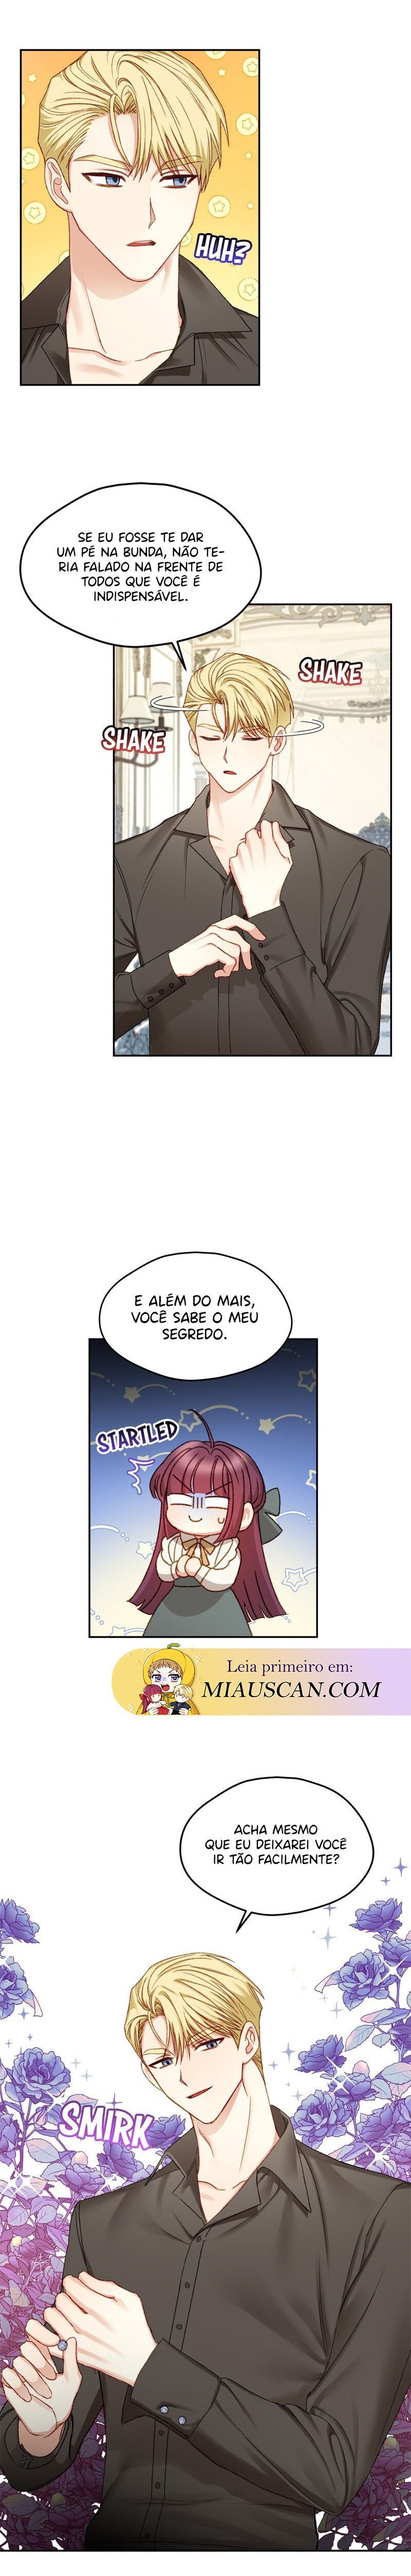 HUH?
SE EU FOSSE TE DAR
UM PÉ NA BUNDA, NÃO TE-
RIA FALADO NA FRENTE DE
TODOS QUE VOCÊ É
INDISPENSÁVEL.
SHAKE
SHAKE
E ALÉM DO MAIS,
VOCÊ SABE O MEU
SEGREDO.
STARTLED
Leia primeiro em:
MIAUSCAN.COM
ACHA MESMO
QUE EU DEIXAREI VOCÊ
IR TÃO FACILMENTE?
SMIRK